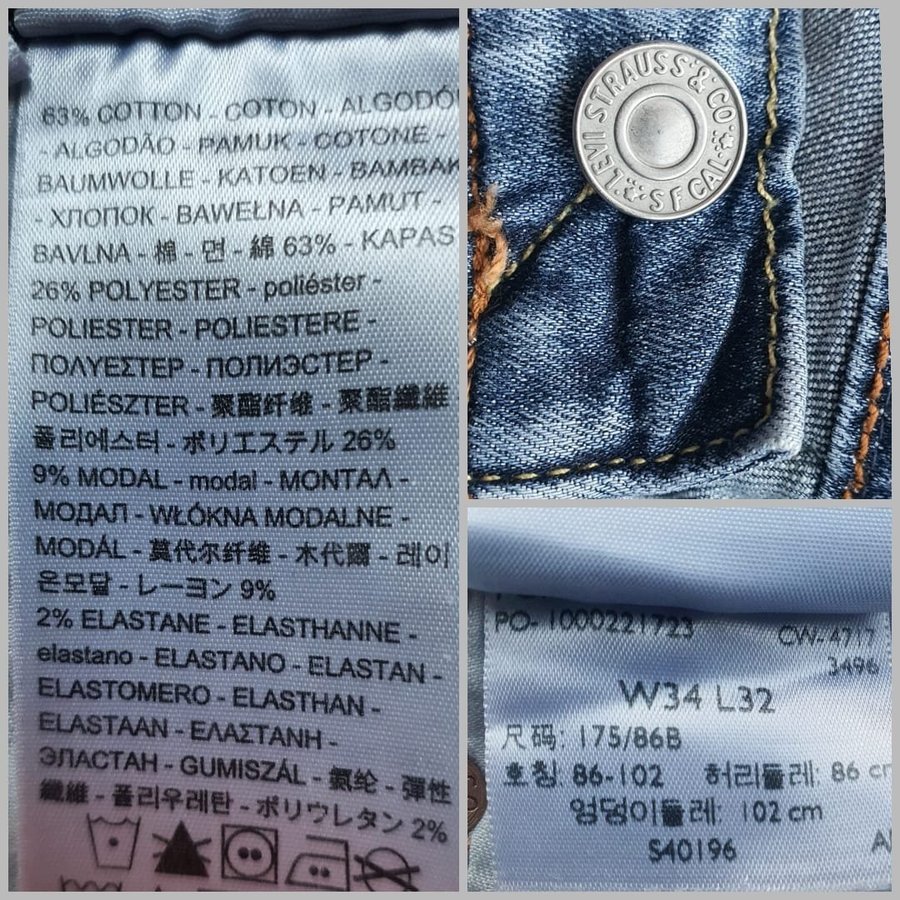 63% COTTON - COTON - ALGODÓ
- ALGODÃO - PAMUK - COTONE -
BAUMWOLLE - KATOEN - BAMBAK
- ХЛОПОК - BAWEŁNA - PAMUT -
BAVLNA - 棉 - 면 - 綿 63% - KAPAS
26% POLYESTER - poliéster -
POLIESTER - POLIESTERE -
ΠΟΛΥΕΣΤΕΡ - ПОЛИЭСТЕР -
POLIÉSZTER - 聚酯纤维 - 聚酯纖維
폴리에스터 - ポリエステル 26%
9% MODAL - modal - ΜΟΝΤΑΛ -
МОДАЛ - WŁÓKNA MODALNE -
MODÁL - 莫代尔纤维 - 木代爾 - 레이
온모달 - レーヨン 9%
2% ELASTANE - ELASTHANNE -
elastano - ELASTANO - ELASTAN -
ELASTOMERO - ELASTHAN -
ELASTAAN - ΕΛΑΣΤΑΝΗ -
ЭЛАСТАН - GUMISZÁL - 氨纶 - 彈性
纖維 - 폴리우레탄 - ポリウレタン 2%
LEVI STRAUSS & CO.
S F CAL
PO- 1000221723
CW-4717
3496
W34 L32
尺码: 175/86B
호칭: 86-102 허리둘레: 86 cm
엉덩이둘레: 102 cm
S40196